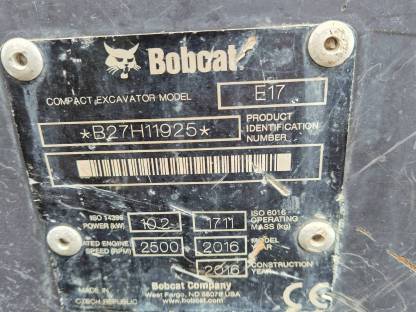 Bobcat
COMPACT EXCAVATOR MODEL E17
*B27H11925* PRODUCT IDENTIFICATION NUMBER
ISO 14396 POWER (kW) 10.2 1711 ISO 6016 OPERATING MASS (kg)
RATED ENGINE SPEED (RPM) 2500 2016 MODEL YEAR
2016 CONSTRUCTION YEAR
Bobcat Company
MADE IN CZECH REPUBLIC West Fargo, ND 58078 USA
www.bobcat.com CE